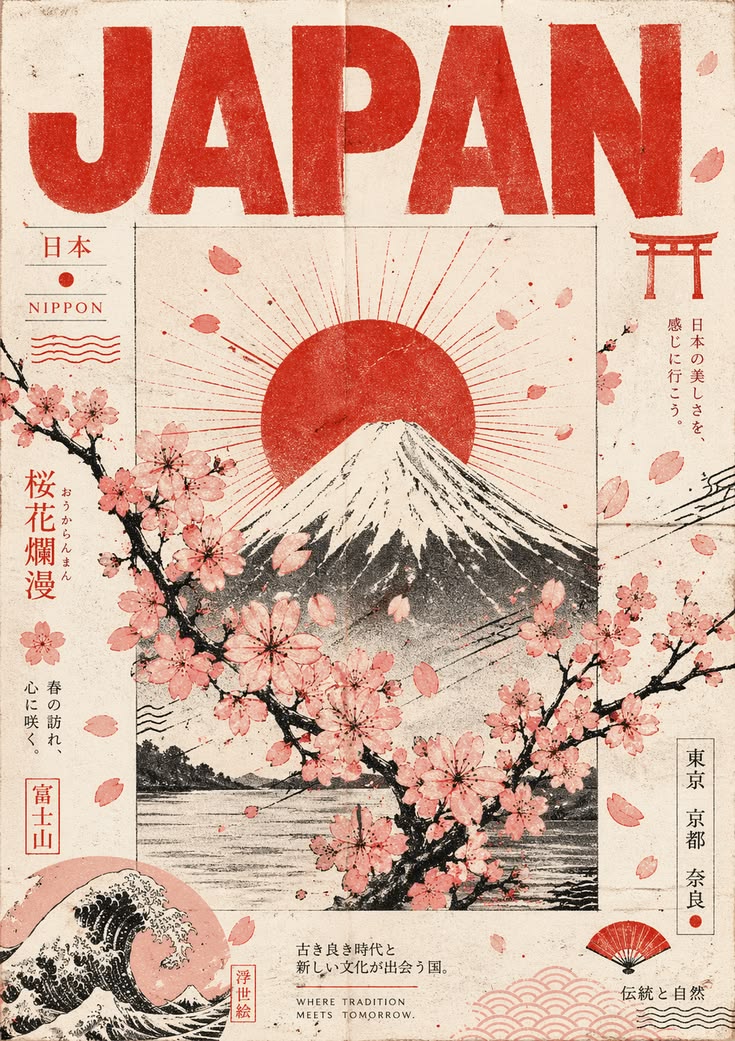 JAPAN
日本
NIPPON
日本の美しさを、
感じに行こう。
桜花爛漫
おうからんまん
春の訪れ、
心に咲く。
富士山
東京 京都 奈良
浮世絵
古き良き時代と
新しい文化が出会う国。
WHERE TRADITION
MEETS TOMORROW.
伝統と自然